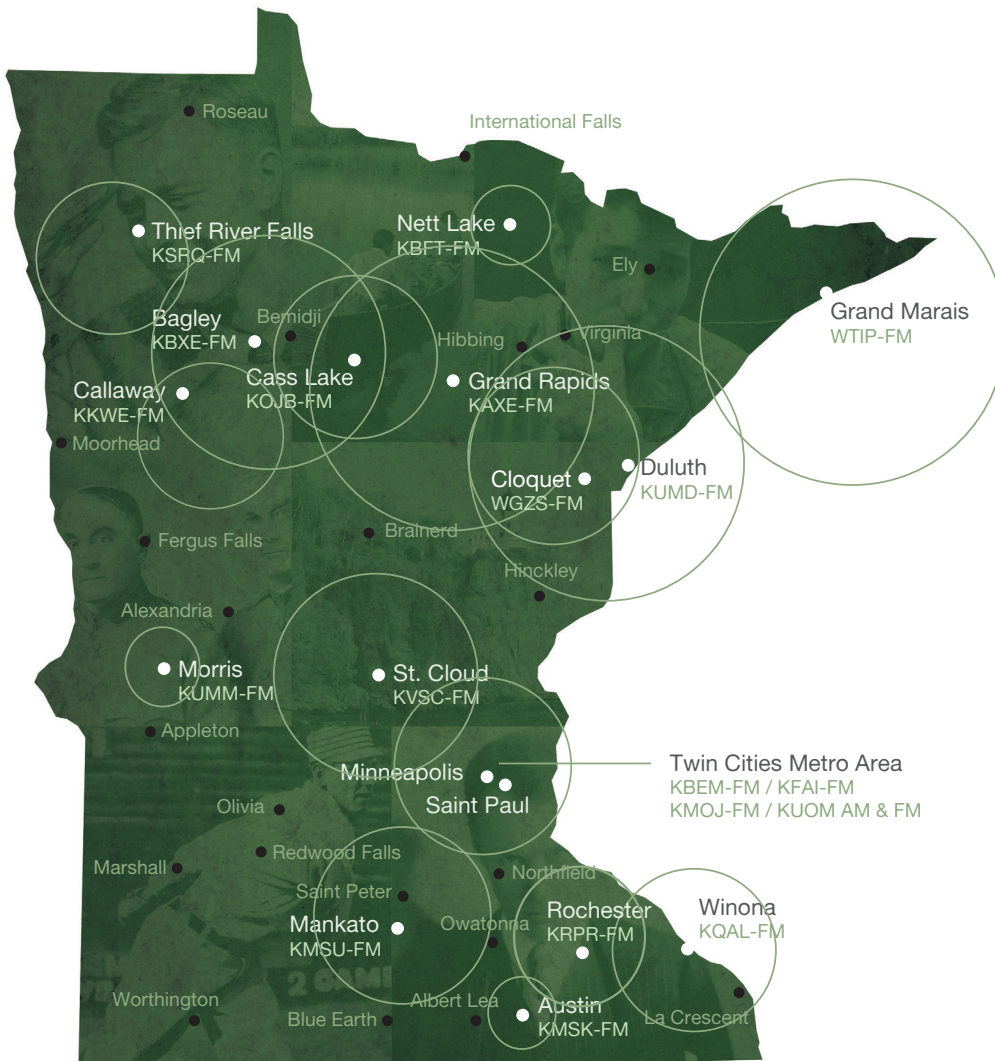 Roseau
International Falls
Thief River Falls
KSRQ-FM
Nett Lake
KBFT-FM
Ely
Grand Marais
WTIP-FM
Bagley
KBXE-FM
Bemidji
Hibbing
Virginia
Cass Lake
KOJB-FM
Grand Rapids
KAXE-FM
Callaway
KKWE-FM
Moorhead
Cloquet
WGZS-FM
Duluth
KUMD-FM
Fergus Falls
Brainerd
Hinckley
Alexandria
Morris
KUMM-FM
St. Cloud
KVSC-FM
Appleton
Minneapolis
Saint Paul
Twin Cities Metro Area
KBEM-FM / KFAI-FM
KMOJ-FM / KUOM AM & FM
Olivia
Redwood Falls
Marshall
Northfield
Saint Peter
Mankato
KMSU-FM
Owatonna
Rochester
KRPR-FM
Winona
KQAL-FM
2 GAME
Worthington
Blue Earth
Albert Lea
Austin
KMSK-FM
La Crescent